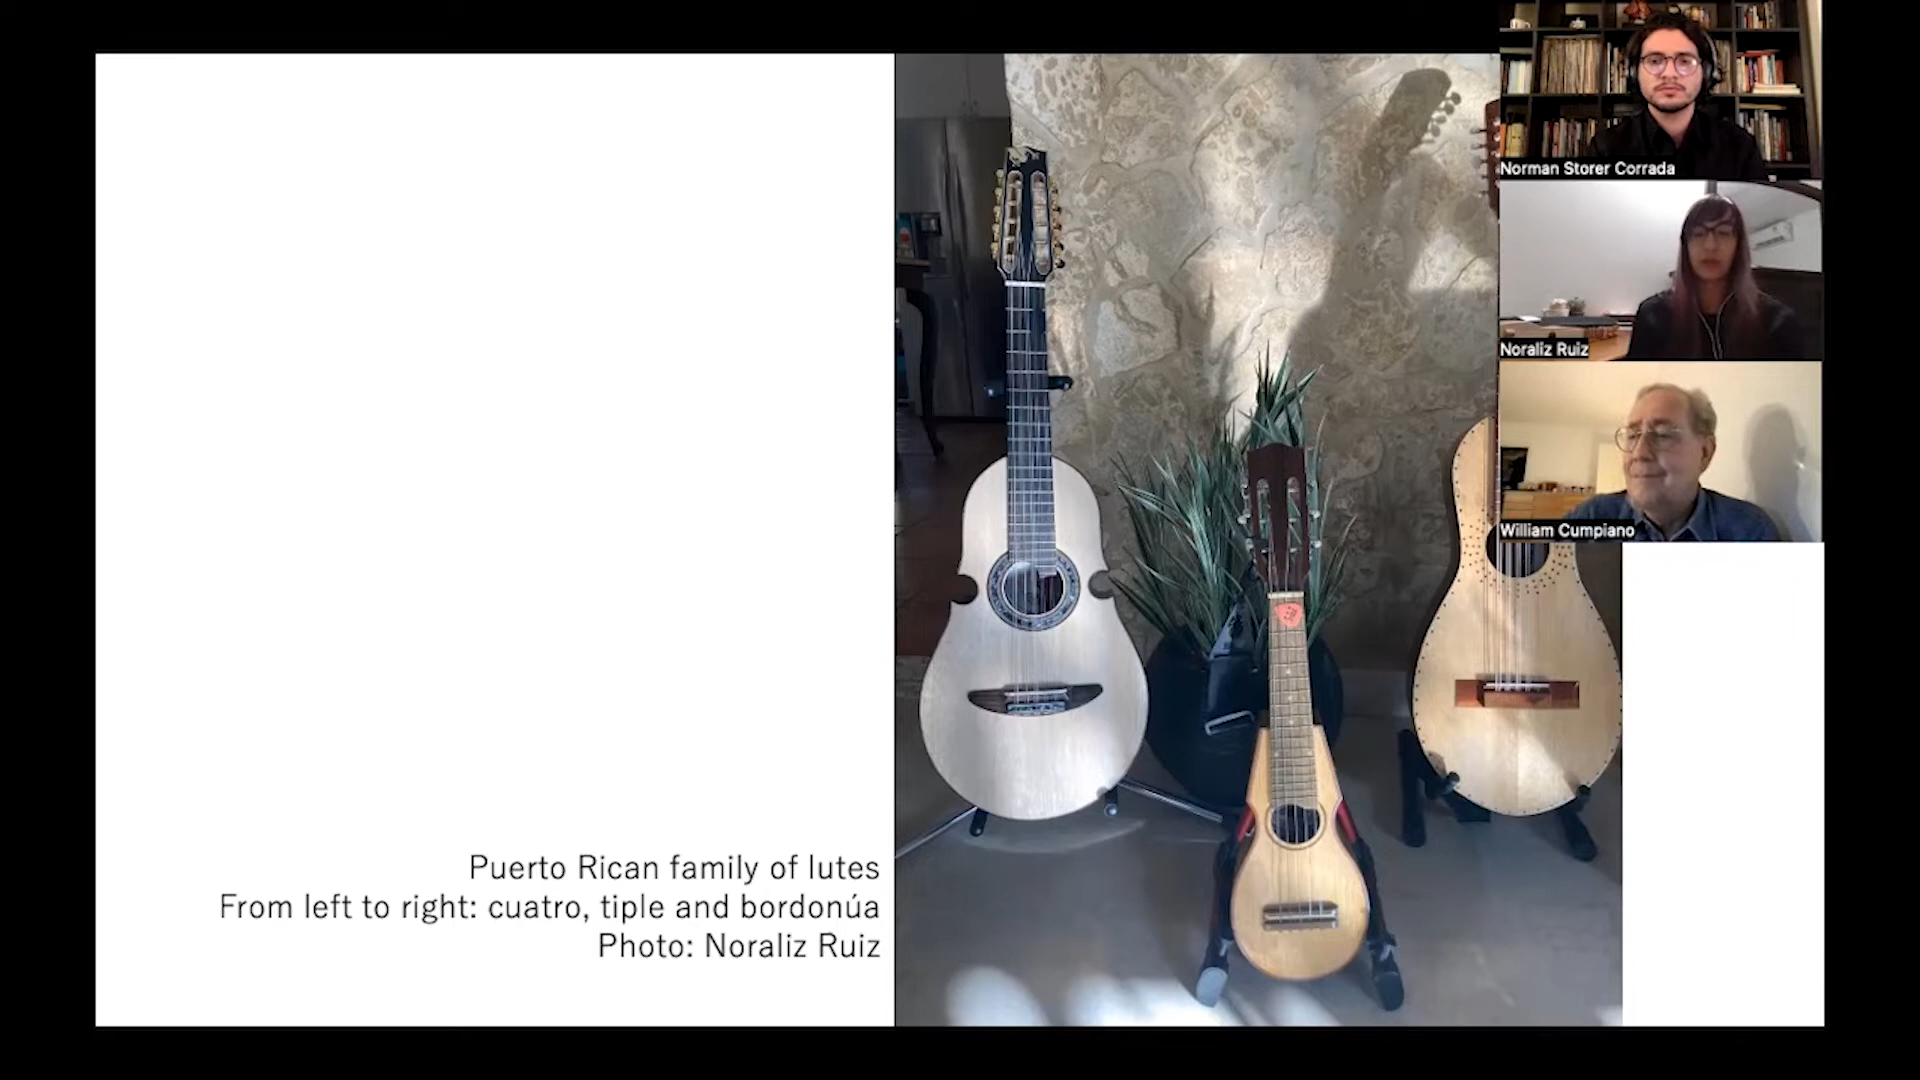 Norman Storer Corrada
Noraliz Ruiz
William Cumpiano
Puerto Rican family of lutes
From left to right: cuatro, tiple and bordonúa
Photo: Noraliz Ruiz